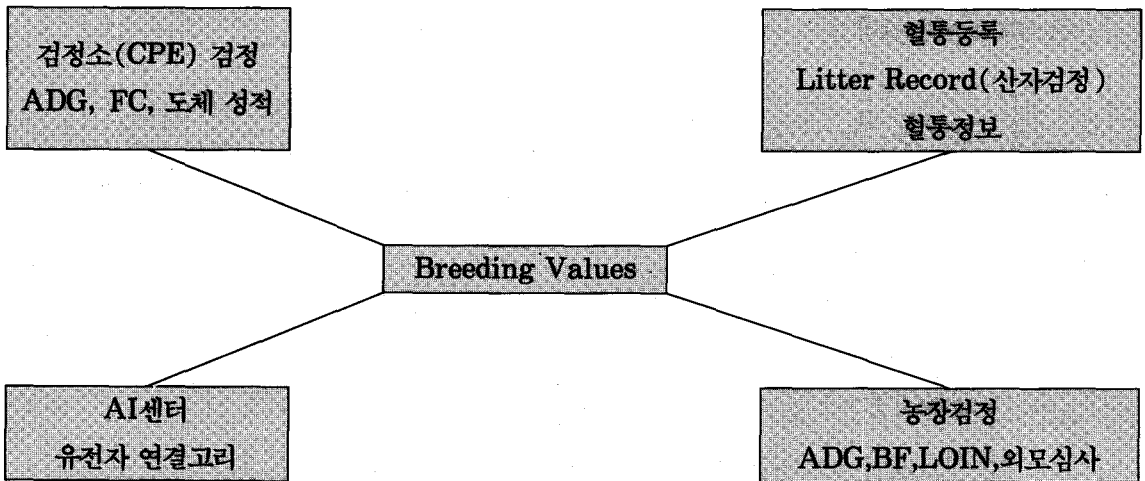 검정소(CPE) 검정
ADG, FC, 도체 성적
혈통등록
Litter Record(산자검정)
혈통정보
Breeding Values
AI센터
유전자 연결고리
농장검정
ADG,BF,LOIN,외모심사